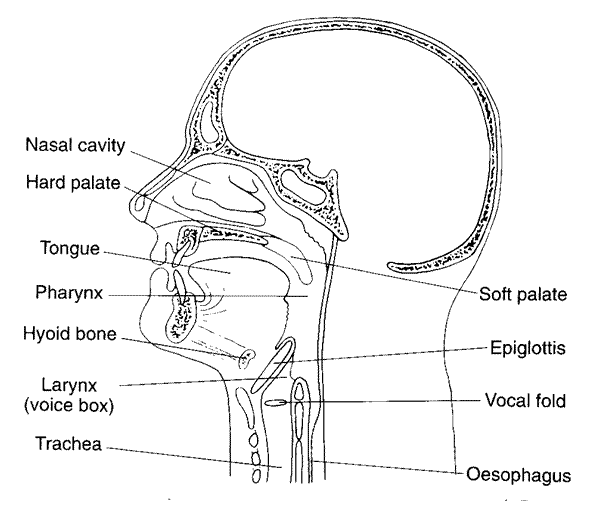 Nasal cavity
Hard palate
Tongue
Pharynx
Hyoid bone
Larynx
(voice box)
Trachea
Soft palate
Epiglottis
Vocal fold
Oesophagus